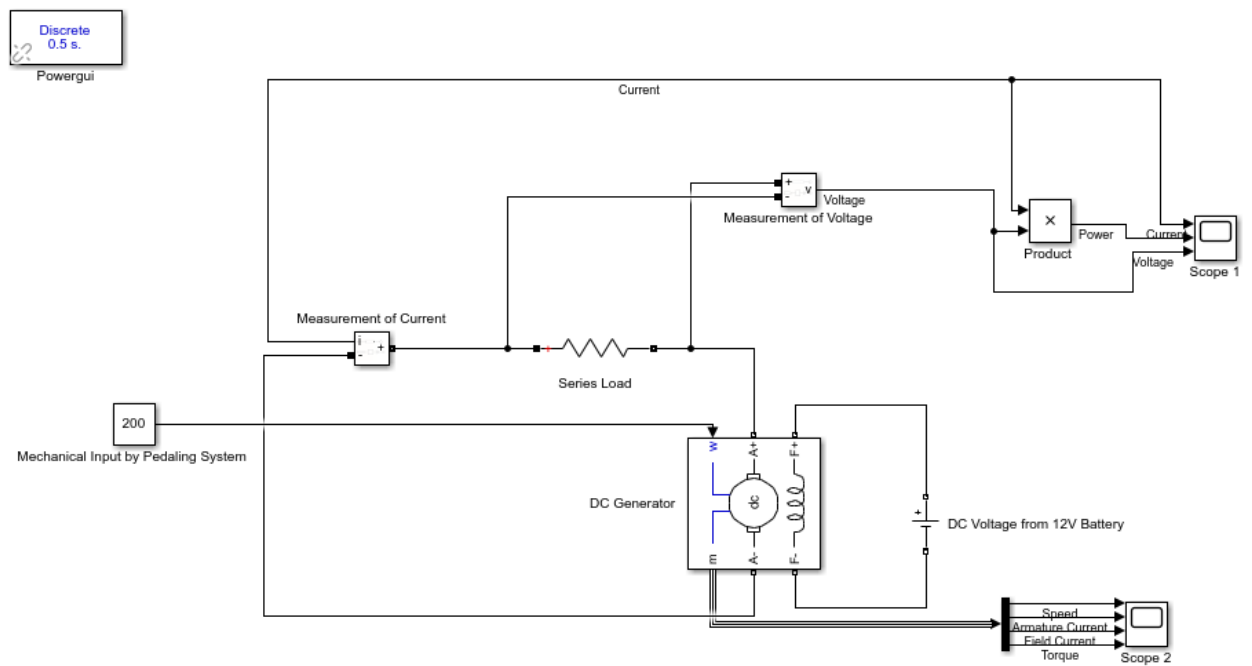 Discrete
0.5 s.
Powergui
Current
+
-
v
Voltage
Measurement of Voltage
×
Product
Power
Current
Voltage
Scope 1
Measurement of Current
i
+
-
+
Series Load
200
Mechanical Input by Pedaling System
w
A+
F+
DC Generator
dc
m
A-
F-
+
DC Voltage from 12V Battery
Speed
Armature Current
Field Current
Torque
Scope 2